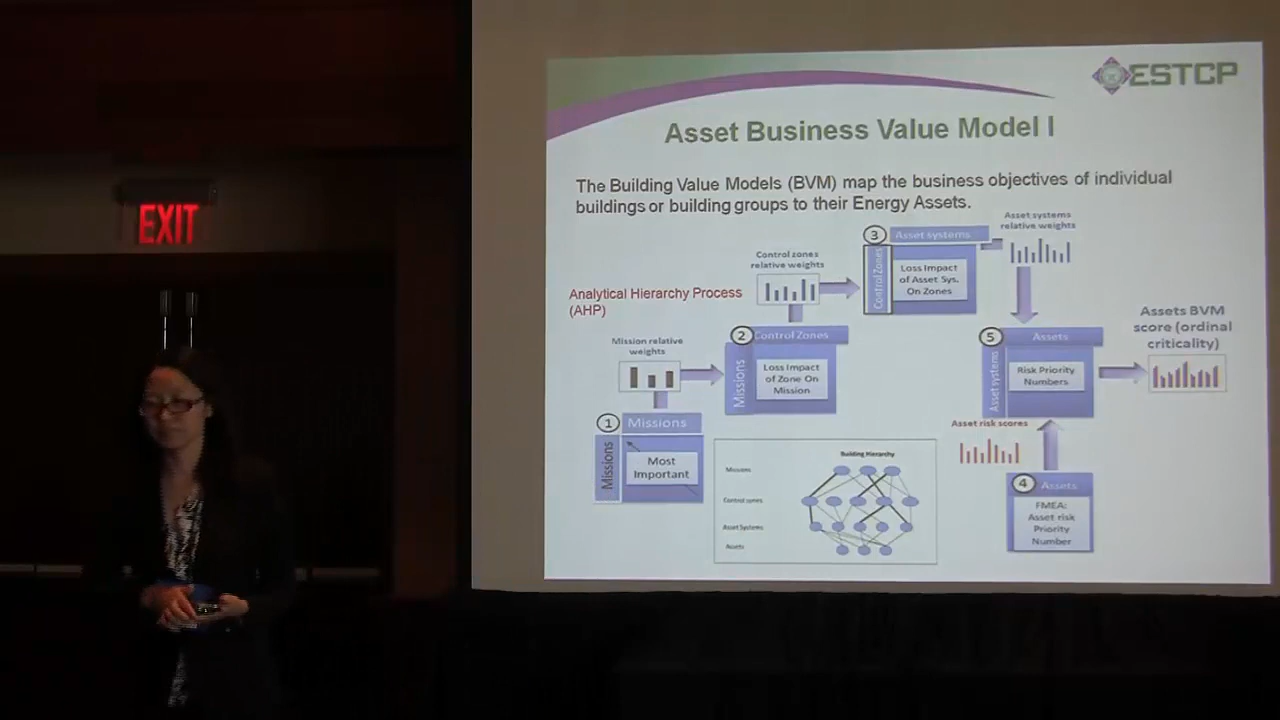 EXIT
ESTCP
Asset Business Value Model I
The Building Value Models (BVM) map the business objectives of individual
buildings or building groups to their Energy Assets.
Analytical Hierarchy Process
(AHP)
1
Missions
Missions
Most
Important
Mission relative
weights
2
Control Zones
Missions
Loss Impact
of Zone On
Mission
Control zones
relative weights
3
Asset systems
Control Zones
Loss Impact
of Asset Sys.
On Zones
Asset systems
relative weights
4
Assets
FMEA:
Asset risk
Priority
Number
Asset risk scores
5
Assets
Asset systems
Risk Priority
Numbers
Assets BVM
score (ordinal
criticality)
Building Hierarchy
Missions
Control zones
Asset Systems
Assets